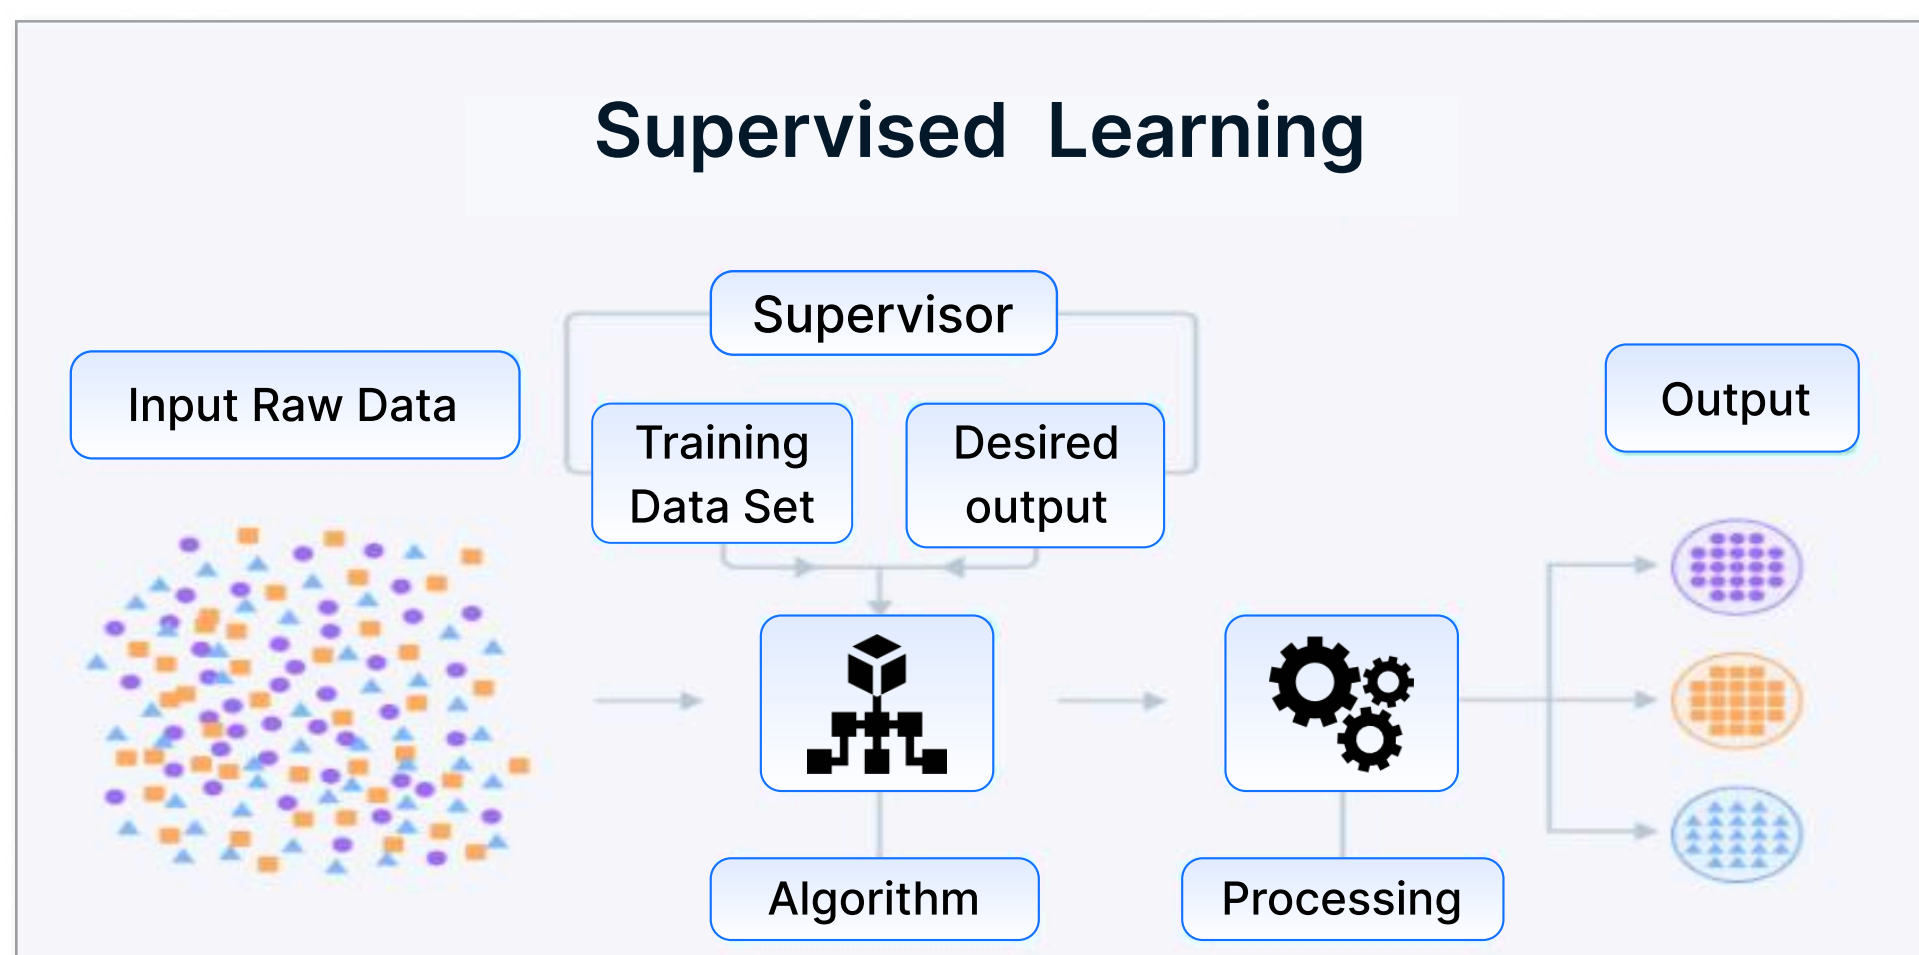 Supervised Learning
Supervisor
Input Raw Data
Training
Data Set
Desired
output
Output
Algorithm
Processing